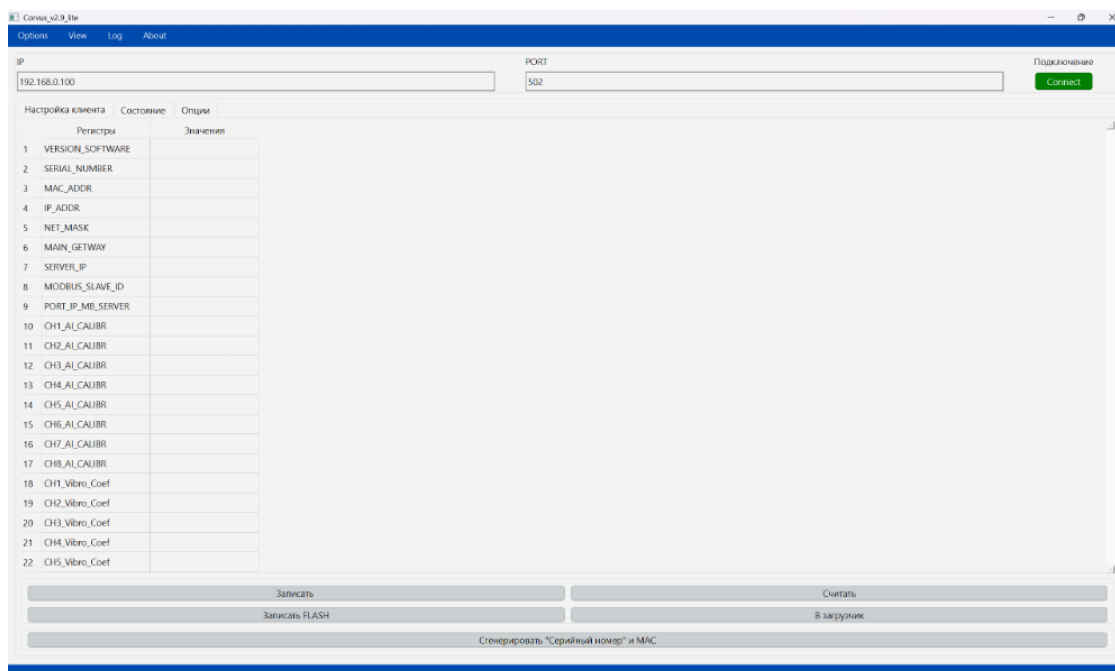 Corvus_v2.9_lite
Options View Log About
IP PORT Подключение
192.168.0.100 502 Connect
Настройка клиента Состояние Опции
Регистры Значения
1 VERSION_SOFTWARE
2 SERIAL_NUMBER
3 MAC_ADDR
4 IP_ADDR
5 NET_MASK
6 MAIN_GETWAY
7 SERVER_IP
8 MODBUS_SLAVE_ID
9 PORT_IP_MB_SERVER
10 CH1_AI_CALIBR
11 CH2_AI_CALIBR
12 CH3_AI_CALIBR
13 CH4_AI_CALIBR
14 CH5_AI_CALIBR
15 CH6_AI_CALIBR
16 CH7_AI_CALIBR
17 CH8_AI_CALIBR
18 CH1_Vibro_Coef
19 CH2_Vibro_Coef
20 CH3_Vibro_Coef
21 CH4_Vibro_Coef
22 CH5_Vibro_Coef
Записать Считать
Записать FLASH В загрузчик
Сгенерировать "Серийный номер" и MAC